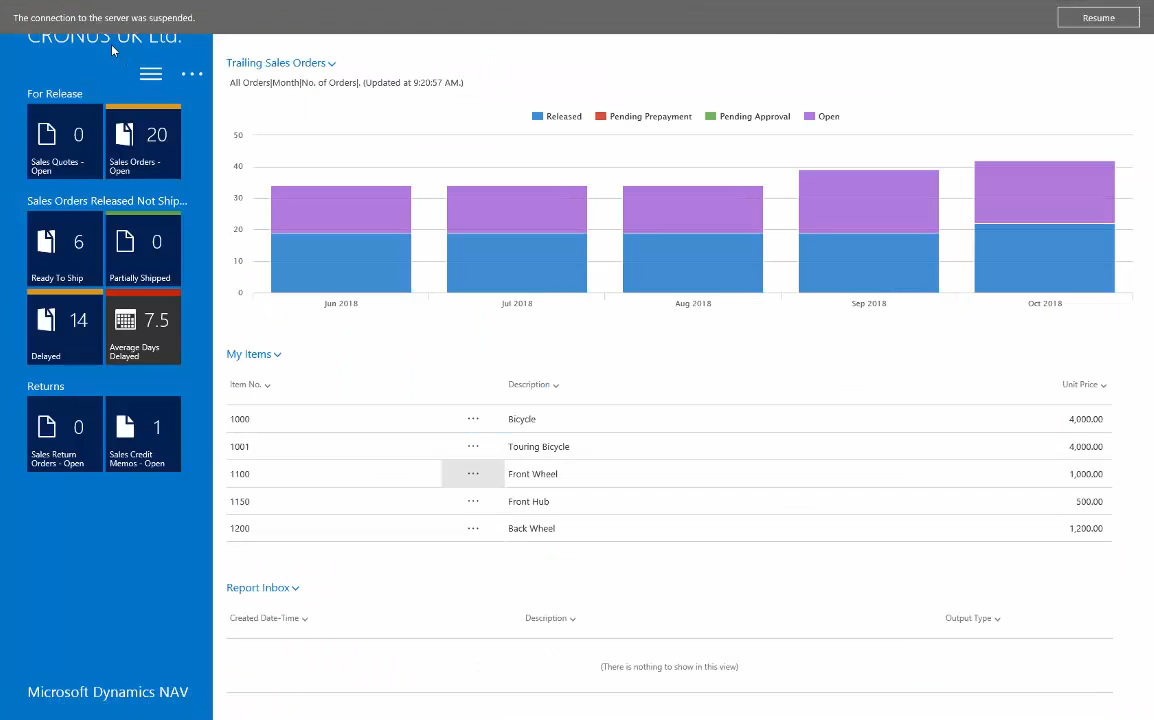 The connection to the server was suspended.
Resume
CRONUS UK Ltd.
For Release
0
Sales Quotes -
Open
20
Sales Orders -
Open
Sales Orders Released Not Ship...
6
Ready To Ship
0
Partially Shipped
14
Delayed
7.5
Average Days
Delayed
Returns
0
Sales Return
Orders - Open
1
Sales Credit
Memos - Open
Microsoft Dynamics NAV
Trailing Sales Orders
All Orders|Month|No. of Orders|. (Updated at 9:20:57 AM.)
Released Pending Prepayment Pending Approval Open
50
40
30
20
10
0
Jun 2018 Jul 2018 Aug 2018 Sep 2018 Oct 2018
My Items
Item No. Description Unit Price
1000 ... Bicycle 4,000.00
1001 ... Touring Bicycle 4,000.00
1100 ... Front Wheel 1,000.00
1150 ... Front Hub 500.00
1200 ... Back Wheel 1,200.00
Report Inbox
Created Date-Time Description Output Type
(There is nothing to show in this view)